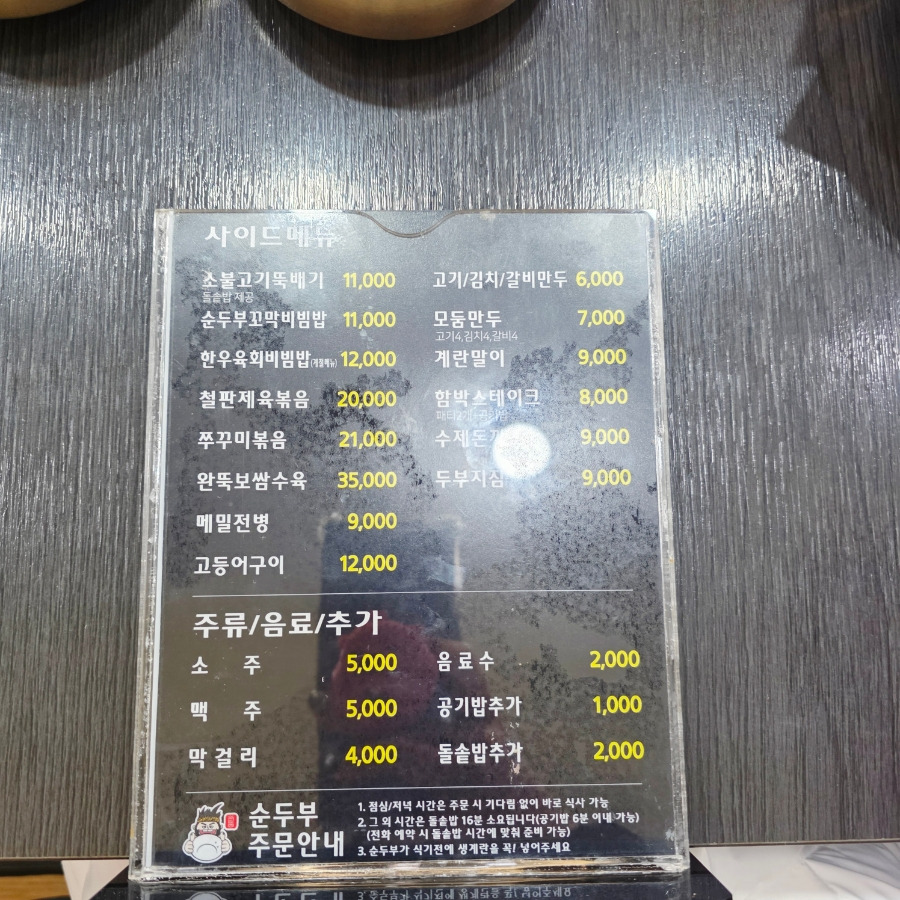 사이드메뉴
소불고기뚝배기 11,000
돌솥밥 제공
순두부꼬막비빔밥 11,000
한우육회비빔밥(계절메뉴) 12,000
철판제육볶음 20,000
쭈꾸미볶음 21,000
완뚝보쌈수육 35,000
메밀전병 9,000
고등어구이 12,000
고기/김치/갈비만두 6,000
모둠만두 7,000
고기4,김치4,갈비4
계란말이 9,000
함박스테이크 8,000
수제 9,000
두부지짐 9,000
주류/음료/추가
소 주 5,000
맥 주 5,000
막걸리 4,000
음료수 2,000
공기밥추가 1,000
돌솥밥추가 2,000
순두부
주문안내
1. 점심/저녁 시간은 주문 시 기다림 없이 바로 식사 가능
2. 그 외 시간은 돌솥밥 16분 소요됩니다(공기밥 6분 이내 가능)
(전화 예약 시 돌솥밥 시간에 맞춰 준비 가능)
3. 순두부가 식기전에 생계란을 꼭! 넣어주세요